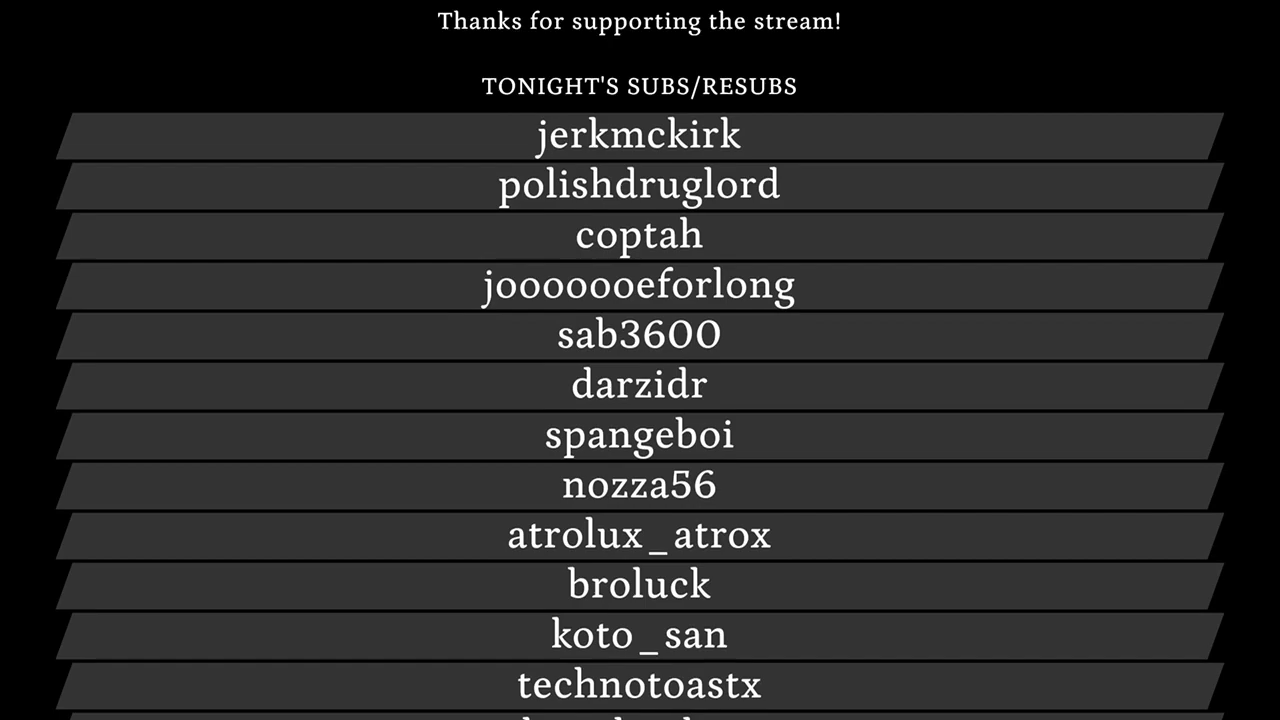 Thanks for supporting the stream!
TONIGHT'S SUBS/RESUBS
jerkmckirk
polishdruglord
coptah
jooooooeforlong
sab3600
darzidr
spangeboi
nozza56
atrolux_atrox
broluck
koto_san
technotoastx